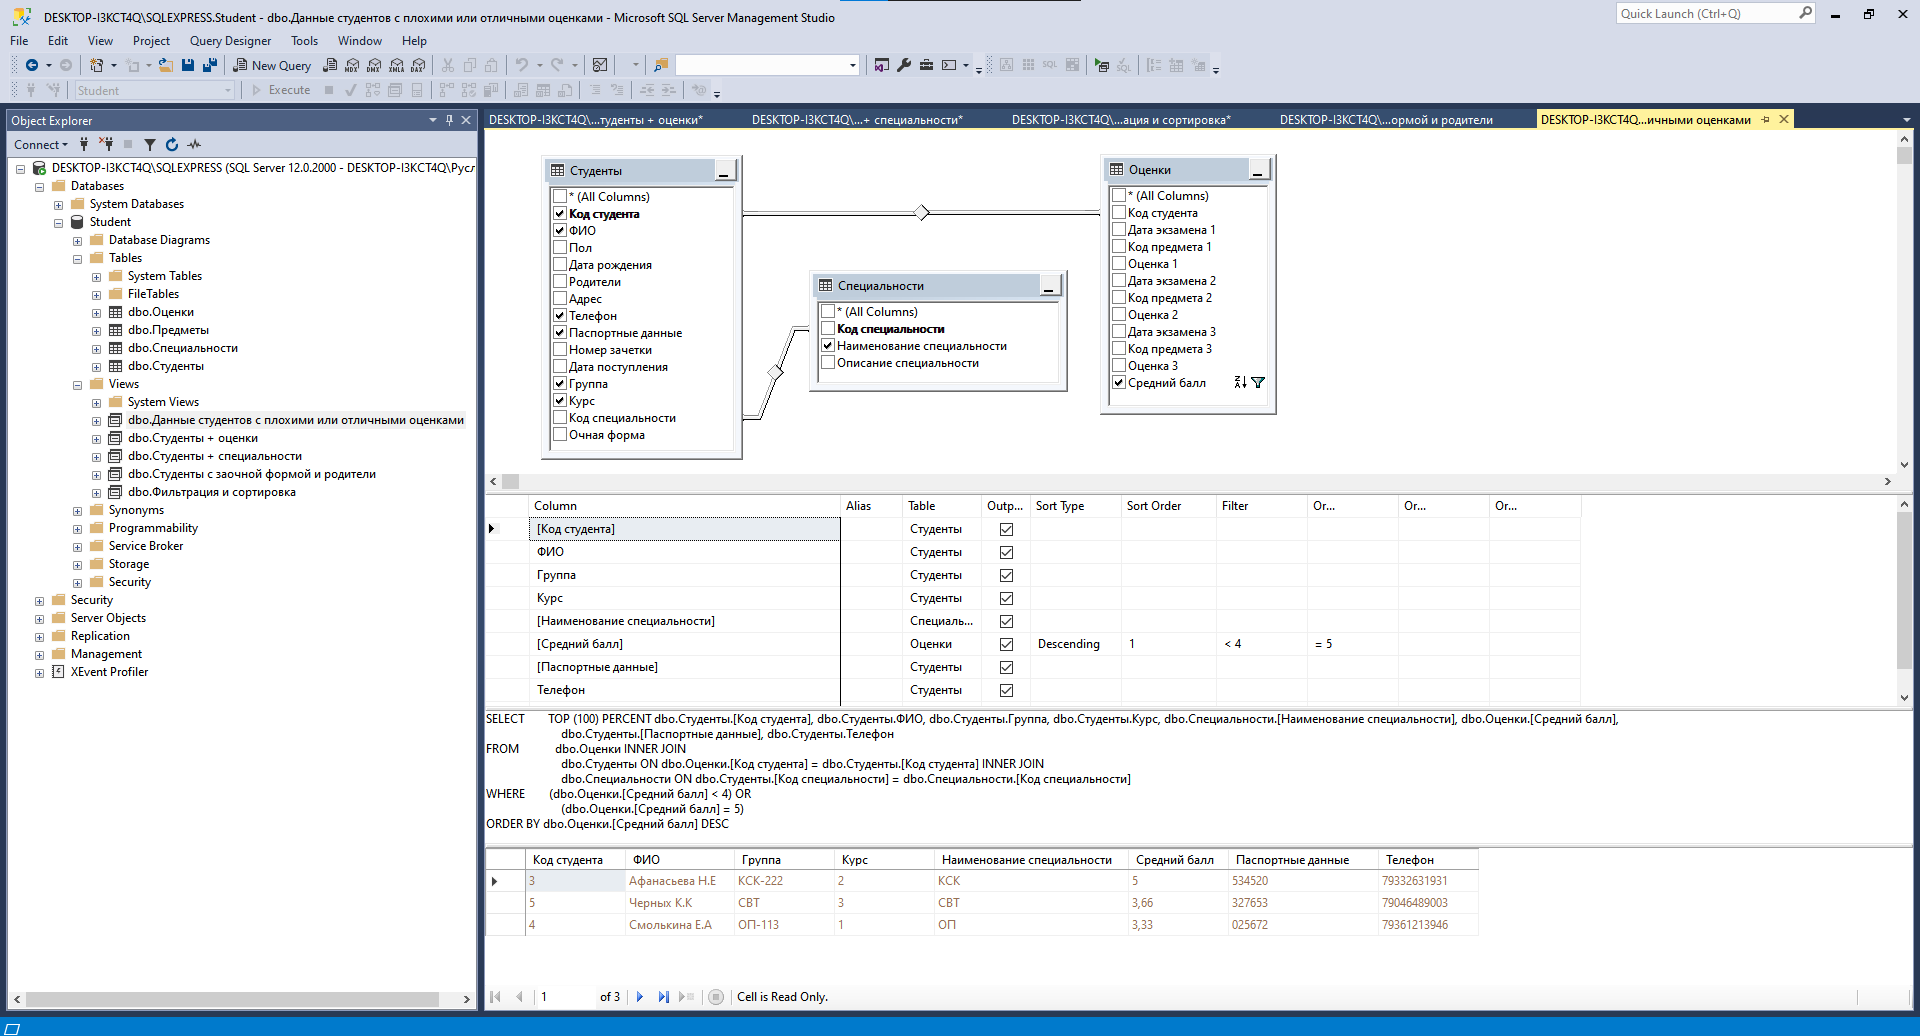 DESKTOP-I3KCT4Q\SQLEXPRESS.Student - dbo.Данные студентов с плохими или отличными оценками - Microsoft SQL Server Management Studio
Quick Launch (Ctrl+Q)
File Edit View Project Query Designer Tools Window Help
New Query
MDX DMX XMLA DAX
SQL
Student
Execute
Object Explorer
Connect
DESKTOP-I3KCT4Q\SQLEXPRESS (SQL Server 12.0.2000 - DESKTOP-I3KCT4Q\Русл
Databases
System Databases
Student
Database Diagrams
Tables
System Tables
FileTables
dbo.Оценки
dbo.Предметы
dbo.Специальности
dbo.Студенты
Views
System Views
dbo.Данные студентов с плохими или отличными оценками
dbo.Студенты + оценки
dbo.Студенты + специальности
dbo.Студенты с заочной формой и родители
dbo.Фильтрация и сортировка
Synonyms
Programmability
Service Broker
Storage
Security
Security
Server Objects
Replication
Management
XEvent Profiler
DESKTOP-I3KCT4Q\...туденты + оценки*
DESKTOP-I3KCT4Q\...+ специальности*
DESKTOP-I3KCT4Q\...ация и сортировка*
DESKTOP-I3KCT4Q\...ормой и родители
DESKTOP-I3KCT4Q...ичными оценками
Студенты
* (All Columns)
Код студента
ФИО
Пол
Дата рождения
Родители
Адрес
Телефон
Паспортные данные
Номер зачетки
Дата поступления
Группа
Курс
Код специальности
Очная форма
Специальности
* (All Columns)
Код специальности
Наименование специальности
Описание специальности
Оценки
* (All Columns)
Код студента
Дата экзамена 1
Код предмета 1
Оценка 1
Дата экзамена 2
Код предмета 2
Оценка 2
Дата экзамена 3
Код предмета 3
Оценка 3
Средний балл
Column Alias Table Outp... Sort Type Sort Order Filter Or... Or... Or...
[Код студента] Студенты
ФИО Студенты
Группа Студенты
Курс Студенты
[Наименование специальности] Специаль...
[Средний балл] Оценки Descending 1 < 4 = 5
[Паспортные данные] Студенты
Телефон Студенты
SELECT TOP (100) PERCENT dbo.Студенты.[Код студента], dbo.Студенты.ФИО, dbo.Студенты.Группа, dbo.Студенты.Курс, dbo.Специальности.[Наименование специальности], dbo.Оценки.[Средний балл],
dbo.Студенты.[Паспортные данные], dbo.Студенты.Телефон
FROM dbo.Оценки INNER JOIN
dbo.Студенты ON dbo.Оценки.[Код студента] = dbo.Студенты.[Код студента] INNER JOIN
dbo.Специальности ON dbo.Студенты.[Код специальности] = dbo.Специальности.[Код специальности]
WHERE (dbo.Оценки.[Средний балл] < 4) OR
(dbo.Оценки.[Средний балл] = 5)
ORDER BY dbo.Оценки.[Средний балл] DESC
Код студента ФИО Группа Курс Наименование специальности Средний балл Паспортные данные Телефон
3 Афанасьева Н.Е КСК-222 2 КСК 5 534520 79332631931
5 Черных К.К СВТ 3 СВТ 3,66 327653 79046489003
4 Смолькина Е.А ОП-113 1 ОП 3,33 025672 79361213946
1 of 3 Cell is Read Only.